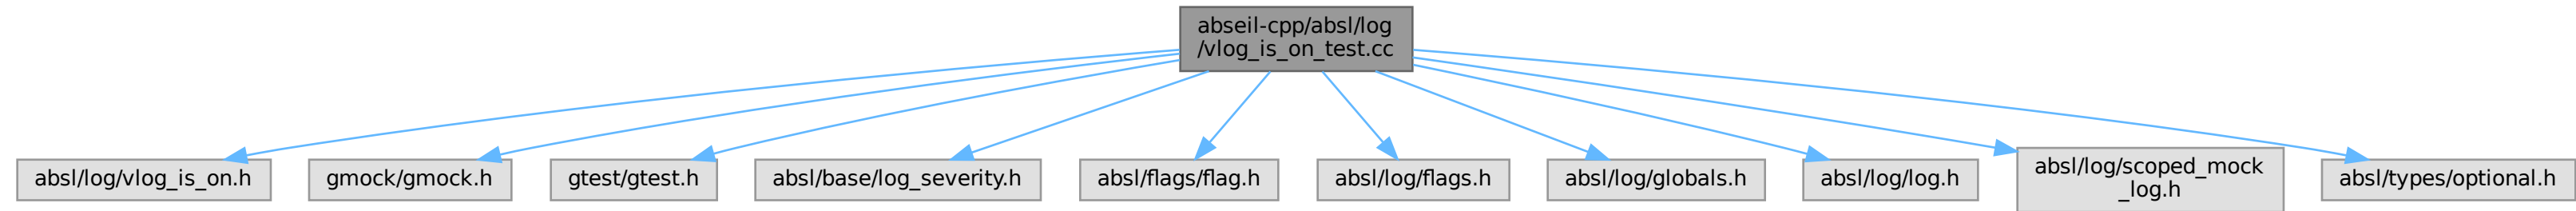 abseil-cpp/absl/log
/vlog_is_on_test.cc
absl/log/vlog_is_on.h
gmock/gmock.h
gtest/gtest.h
absl/base/log_severity.h
absl/flags/flag.h
absl/log/flags.h
absl/log/globals.h
absl/log/log.h
absl/log/scoped_mock
_log.h
absl/types/optional.h